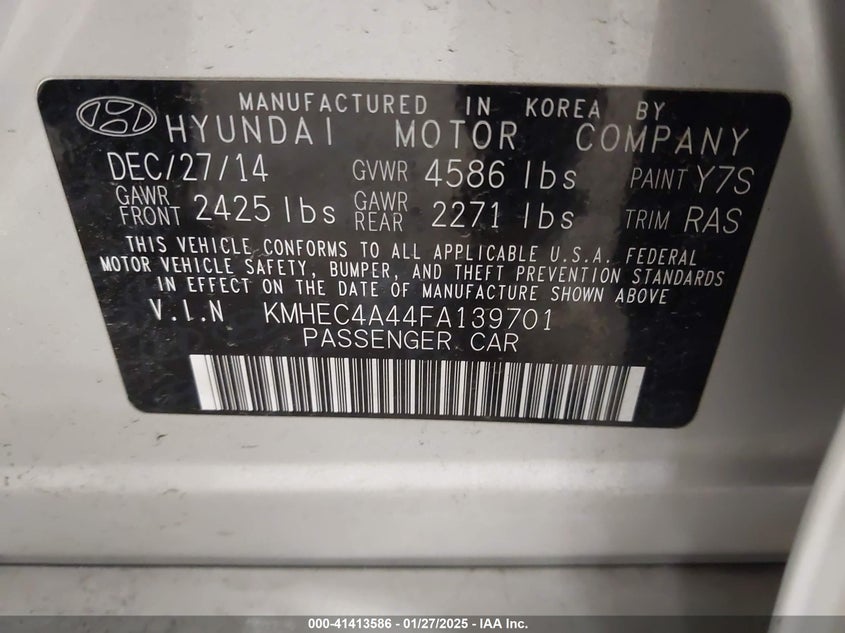 MANUFACTURED IN KOREA BY
HYUNDAI MOTOR COMPANY
DEC/27/14 GVWR 4586 lbs PAINT Y7S
GAWR FRONT 2425 lbs GAWR REAR 2271 lbs TRIM RAS
THIS VEHICLE CONFORMS TO ALL APPLICABLE U.S.A. FEDERAL
MOTOR VEHICLE SAFETY, BUMPER, AND THEFT PREVENTION STANDARDS
IN EFFECT ON THE DATE OF MANUFACTURE SHOWN ABOVE
V.I.N KMHEC4A44FA139701
PASSENGER CAR
000-41413586 - 01/27/2025 - IAA Inc.